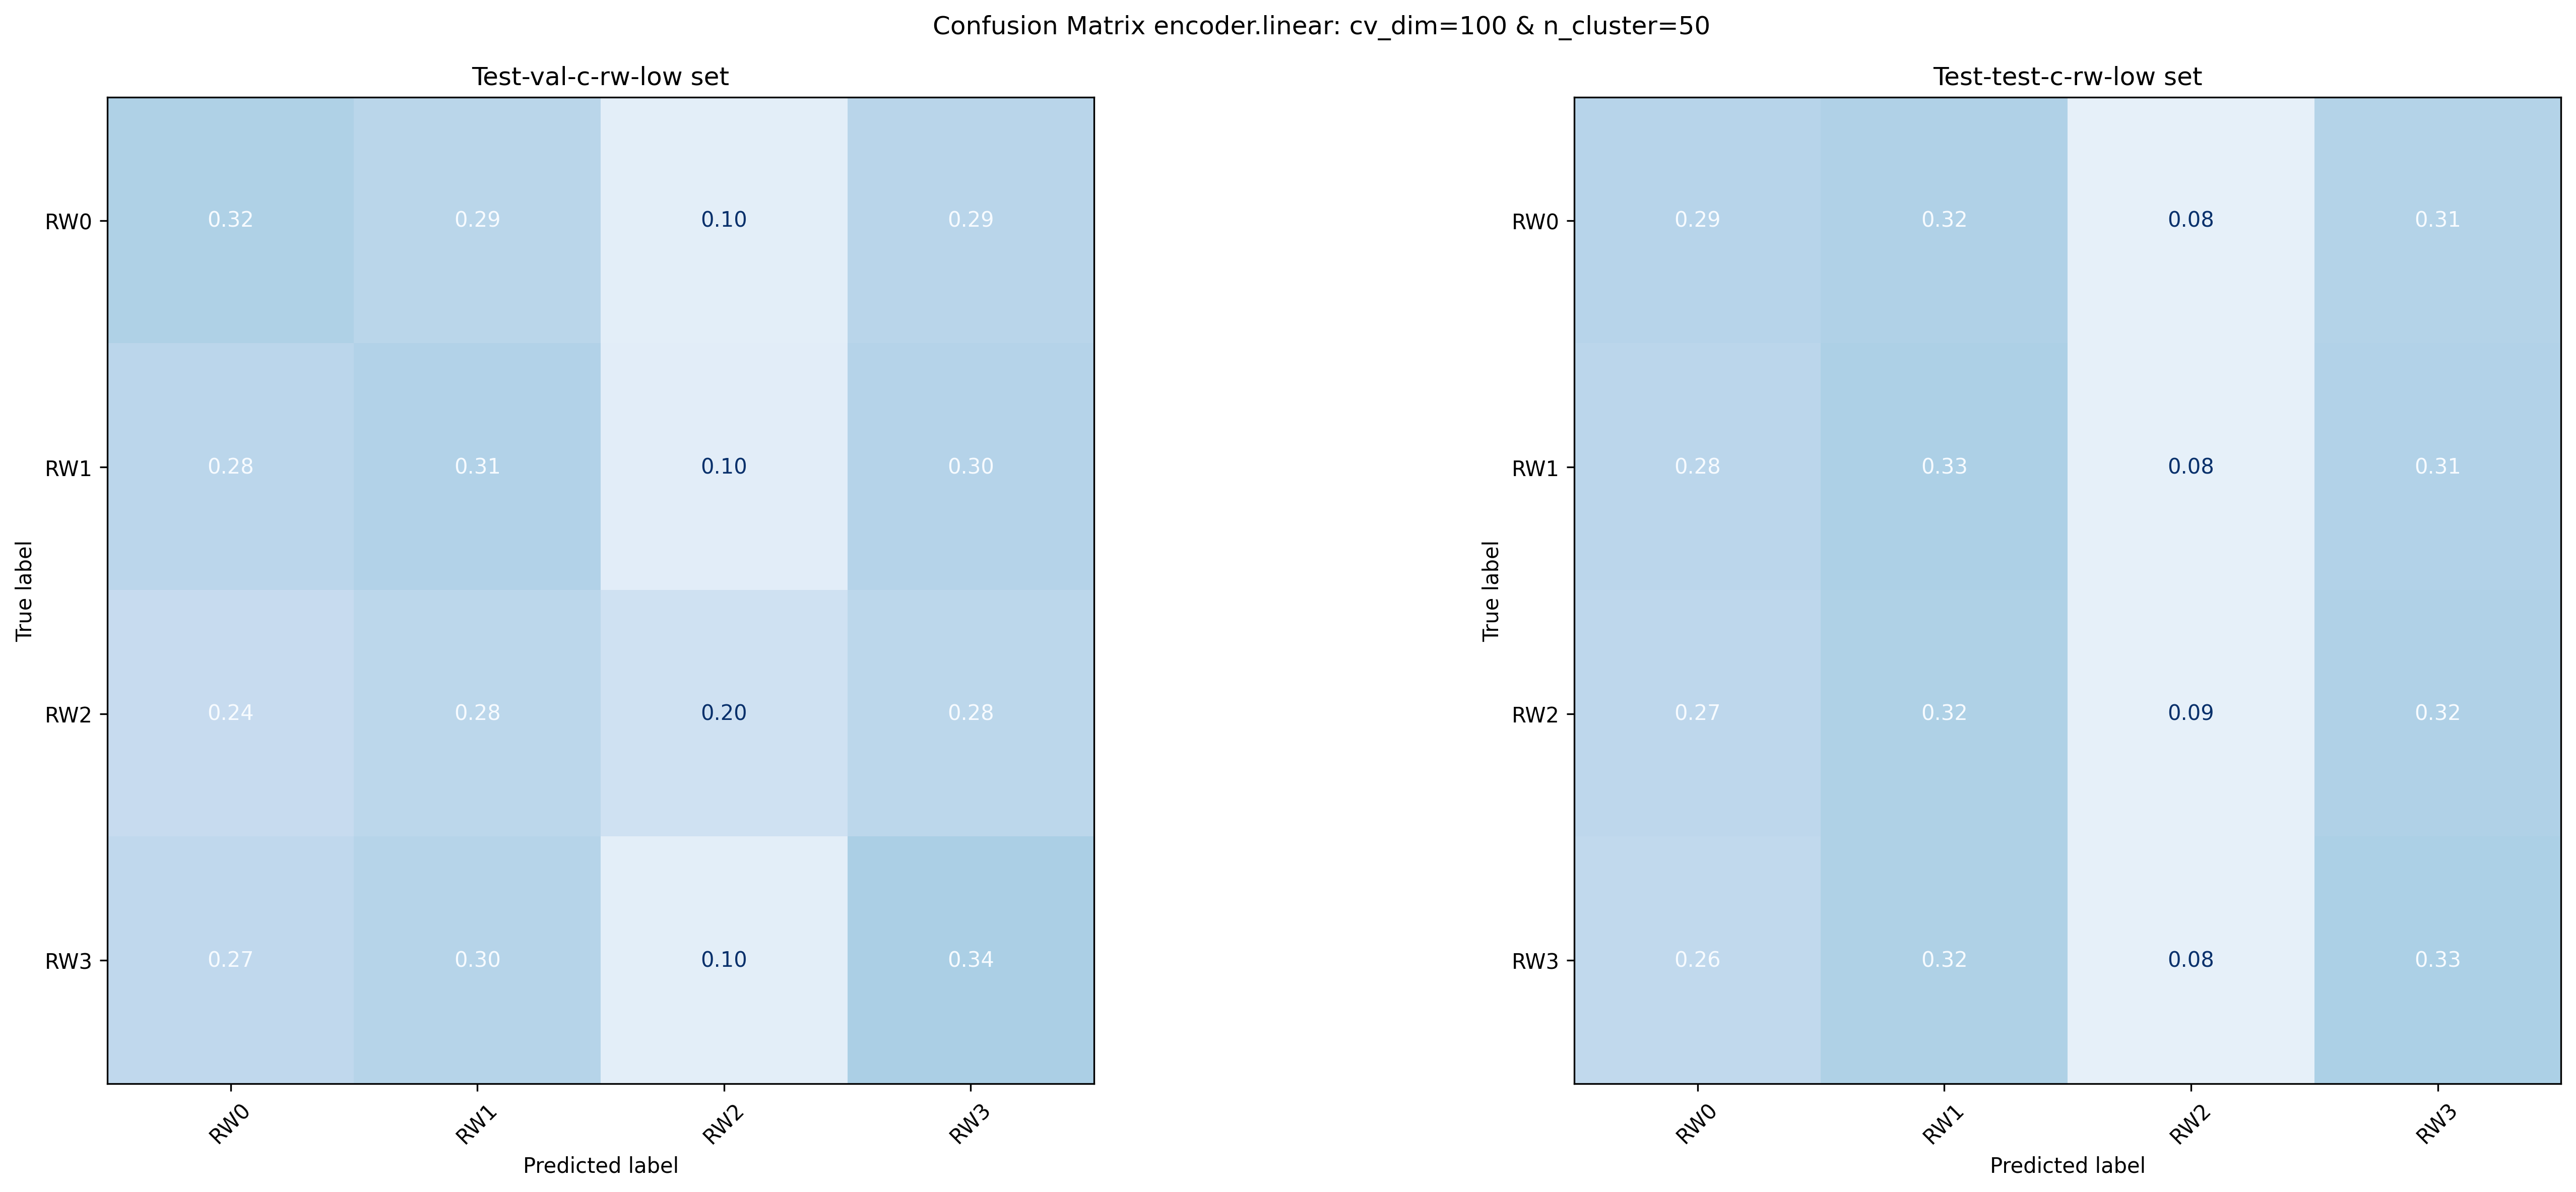 Confusion Matrix encoder.linear: cv_dim=100 & n_cluster=50
Test-val-c-rw-low set
True label
RW0 0.32 0.29 0.10 0.29
RW1 0.28 0.31 0.10 0.30
RW2 0.24 0.28 0.20 0.28
RW3 0.27 0.30 0.10 0.34
RW0 RW1 RW2 RW3
Predicted label
Test-test-c-rw-low set
True label
RW0 0.29 0.32 0.08 0.31
RW1 0.28 0.33 0.08 0.31
RW2 0.27 0.32 0.09 0.32
RW3 0.26 0.32 0.08 0.33
RW0 RW1 RW2 RW3
Predicted label